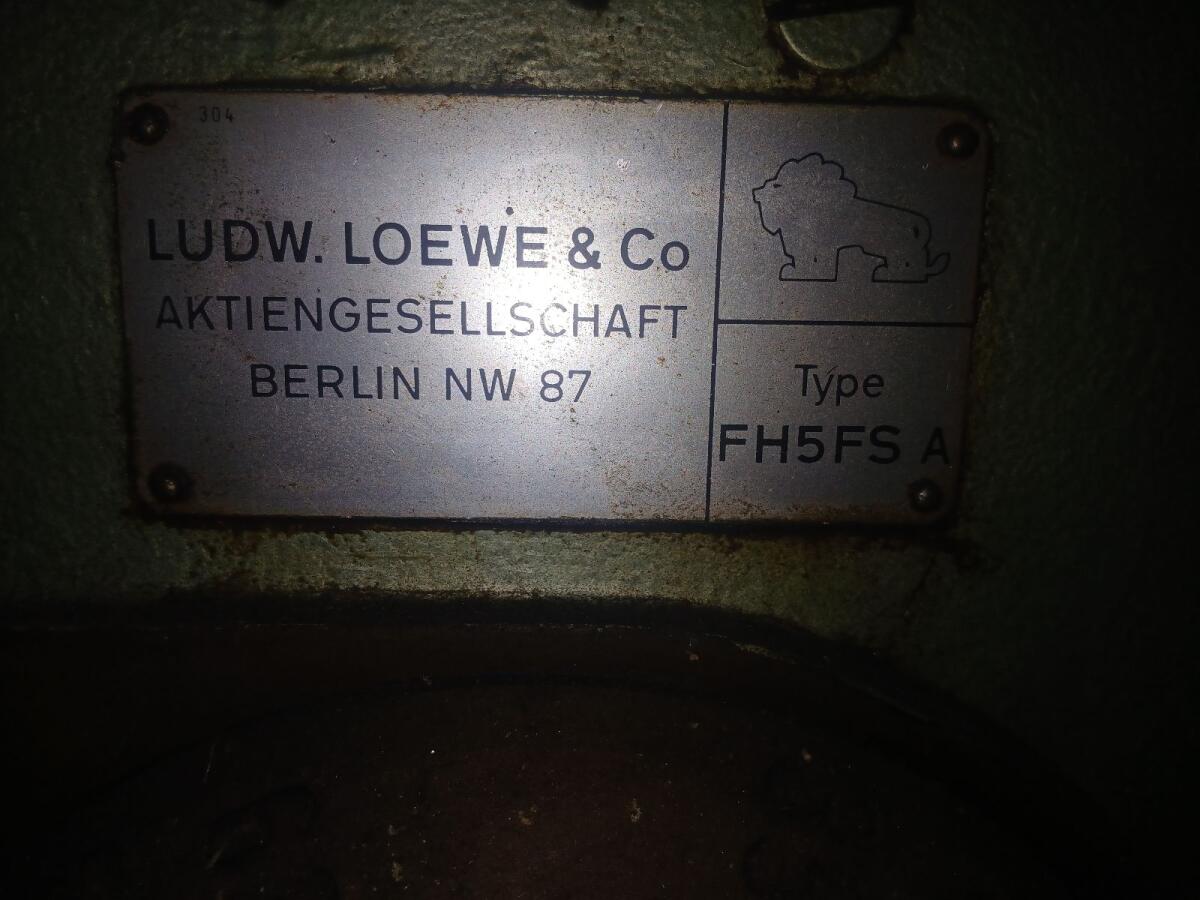 304
LUDW. LOEWE & Co
AKTIENGESELLSCHAFT
BERLIN NW 87
Type
FH5FS A